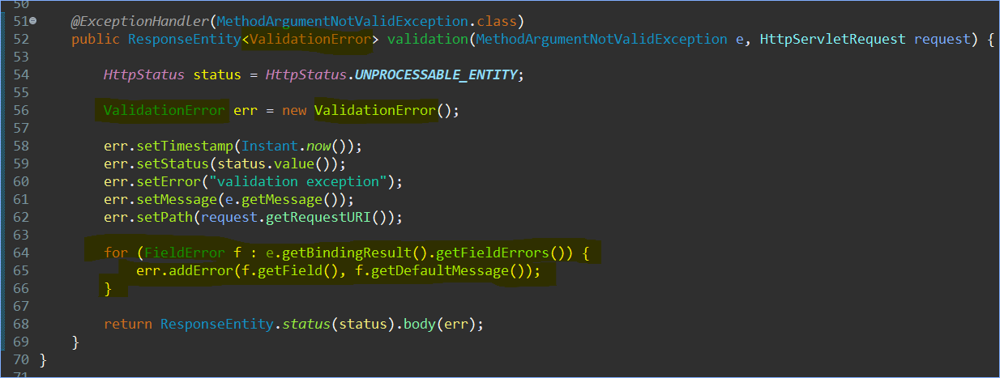 50
51 @ExceptionHandler(MethodArgumentNotValidException.class)
52 public ResponseEntity<ValidationError> validation(MethodArgumentNotValidException e, HttpServletRequest request) {
53
54 HttpStatus status = HttpStatus.UNPROCESSABLE_ENTITY;
55
56 ValidationError err = new ValidationError();
57
58 err.setTimestamp(Instant.now());
59 err.setStatus(status.value());
60 err.setError("validation exception");
61 err.setMessage(e.getMessage());
62 err.setPath(request.getRequestURI());
63
64 for (FieldError f : e.getBindingResult().getFieldErrors()) {
65 err.addError(f.getField(), f.getDefaultMessage());
66 }
67
68 return ResponseEntity.status(status).body(err);
69 }
70 }
71